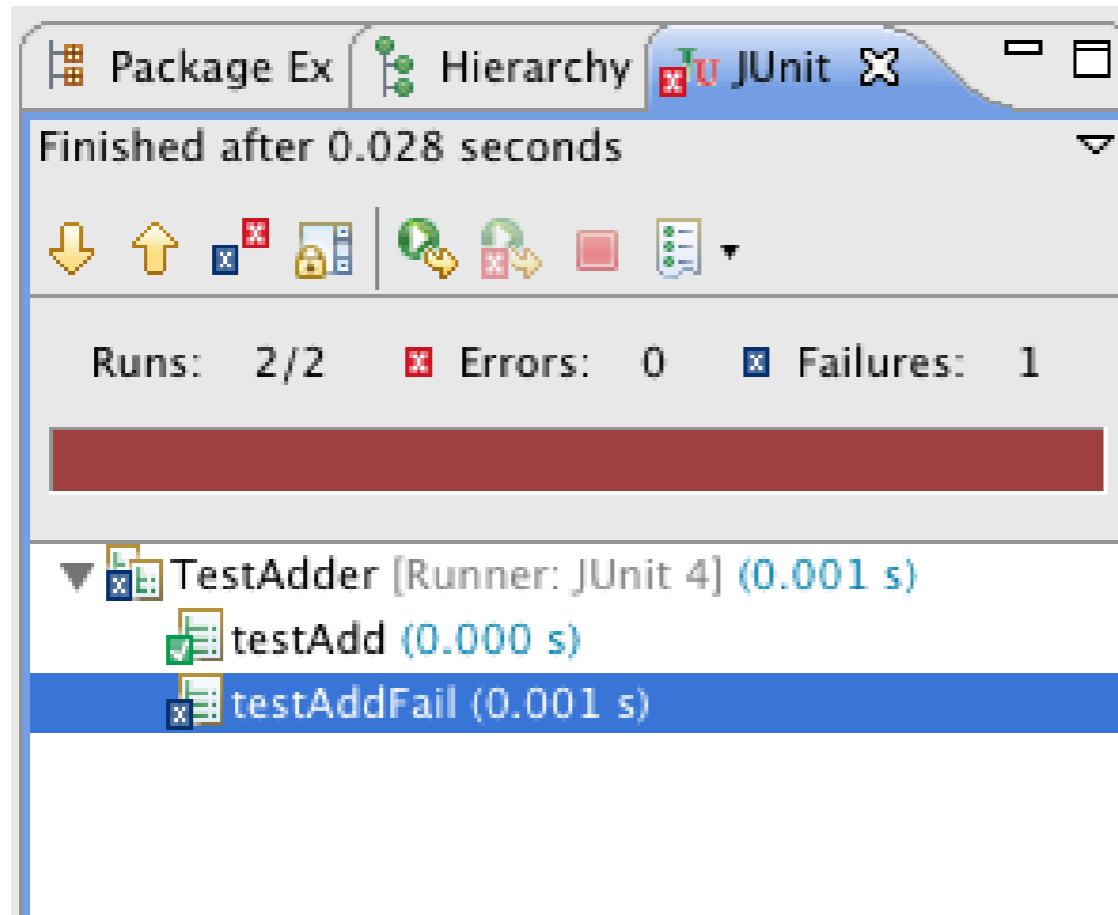 Package Ex Hierarchy JU JUnit
Finished after 0.028 seconds
Runs: 2/2 x Errors: 0 x Failures: 1
TestAdder [Runner: JUnit 4] (0.001 s)
testAdd (0.000 s)
testAddFail (0.001 s)